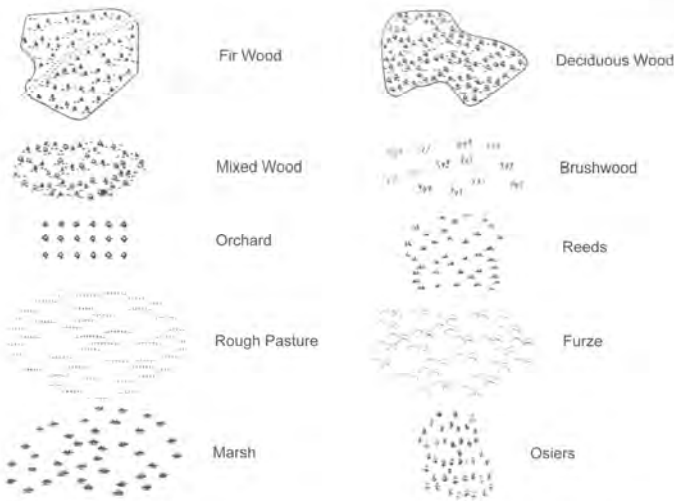 Fir Wood
Deciduous Wood
Mixed Wood
Brushwood
Orchard
Reeds
Rough Pasture
Furze
Marsh
Osiers